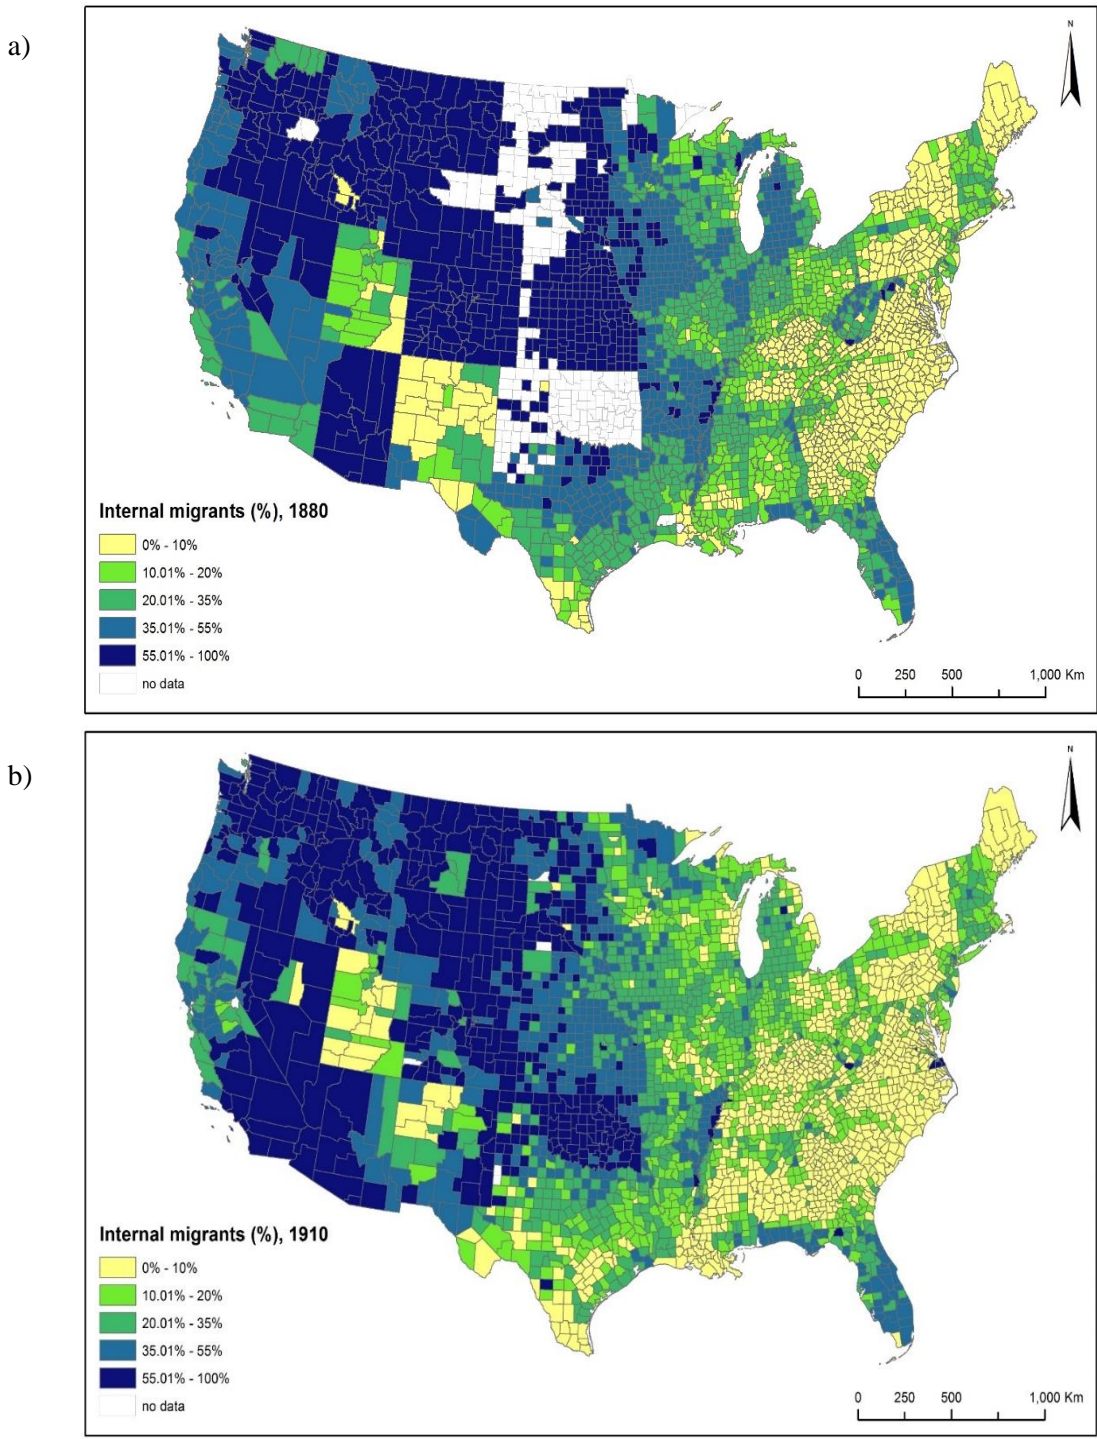 a)
N
Internal migrants (%), 1880
0% - 10%
10.01% - 20%
20.01% - 35%
35.01% - 55%
55.01% - 100%
no data
0 250 500 1,000 Km
b)
N
Internal migrants (%), 1910
0% - 10%
10.01% - 20%
20.01% - 35%
35.01% - 55%
55.01% - 100%
no data
0 250 500 1,000 Km